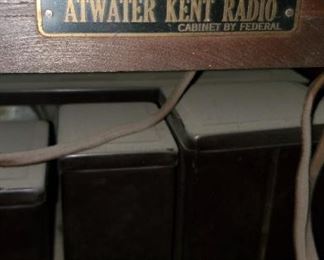 ATWATER KENT RADIO
CABINET BY FEDERAL